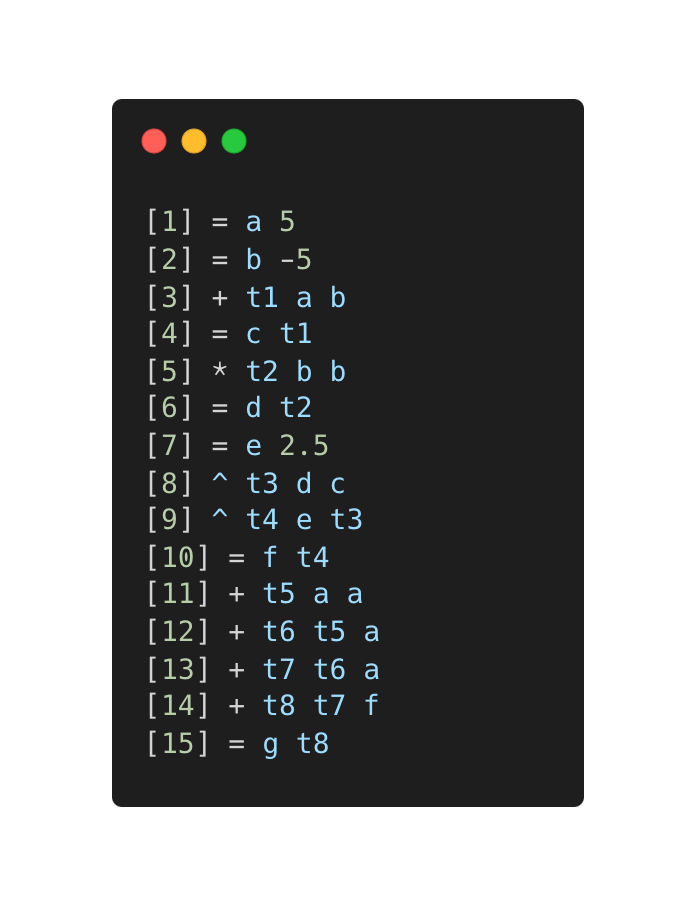 [1] = a 5
[2] = b -5
[3] + t1 a b
[4] = c t1
[5] * t2 b b
[6] = d t2
[7] = e 2.5
[8] ^ t3 d c
[9] ^ t4 e t3
[10] = f t4
[11] + t5 a a
[12] + t6 t5 a
[13] + t7 t6 a
[14] + t8 t7 f
[15] = g t8